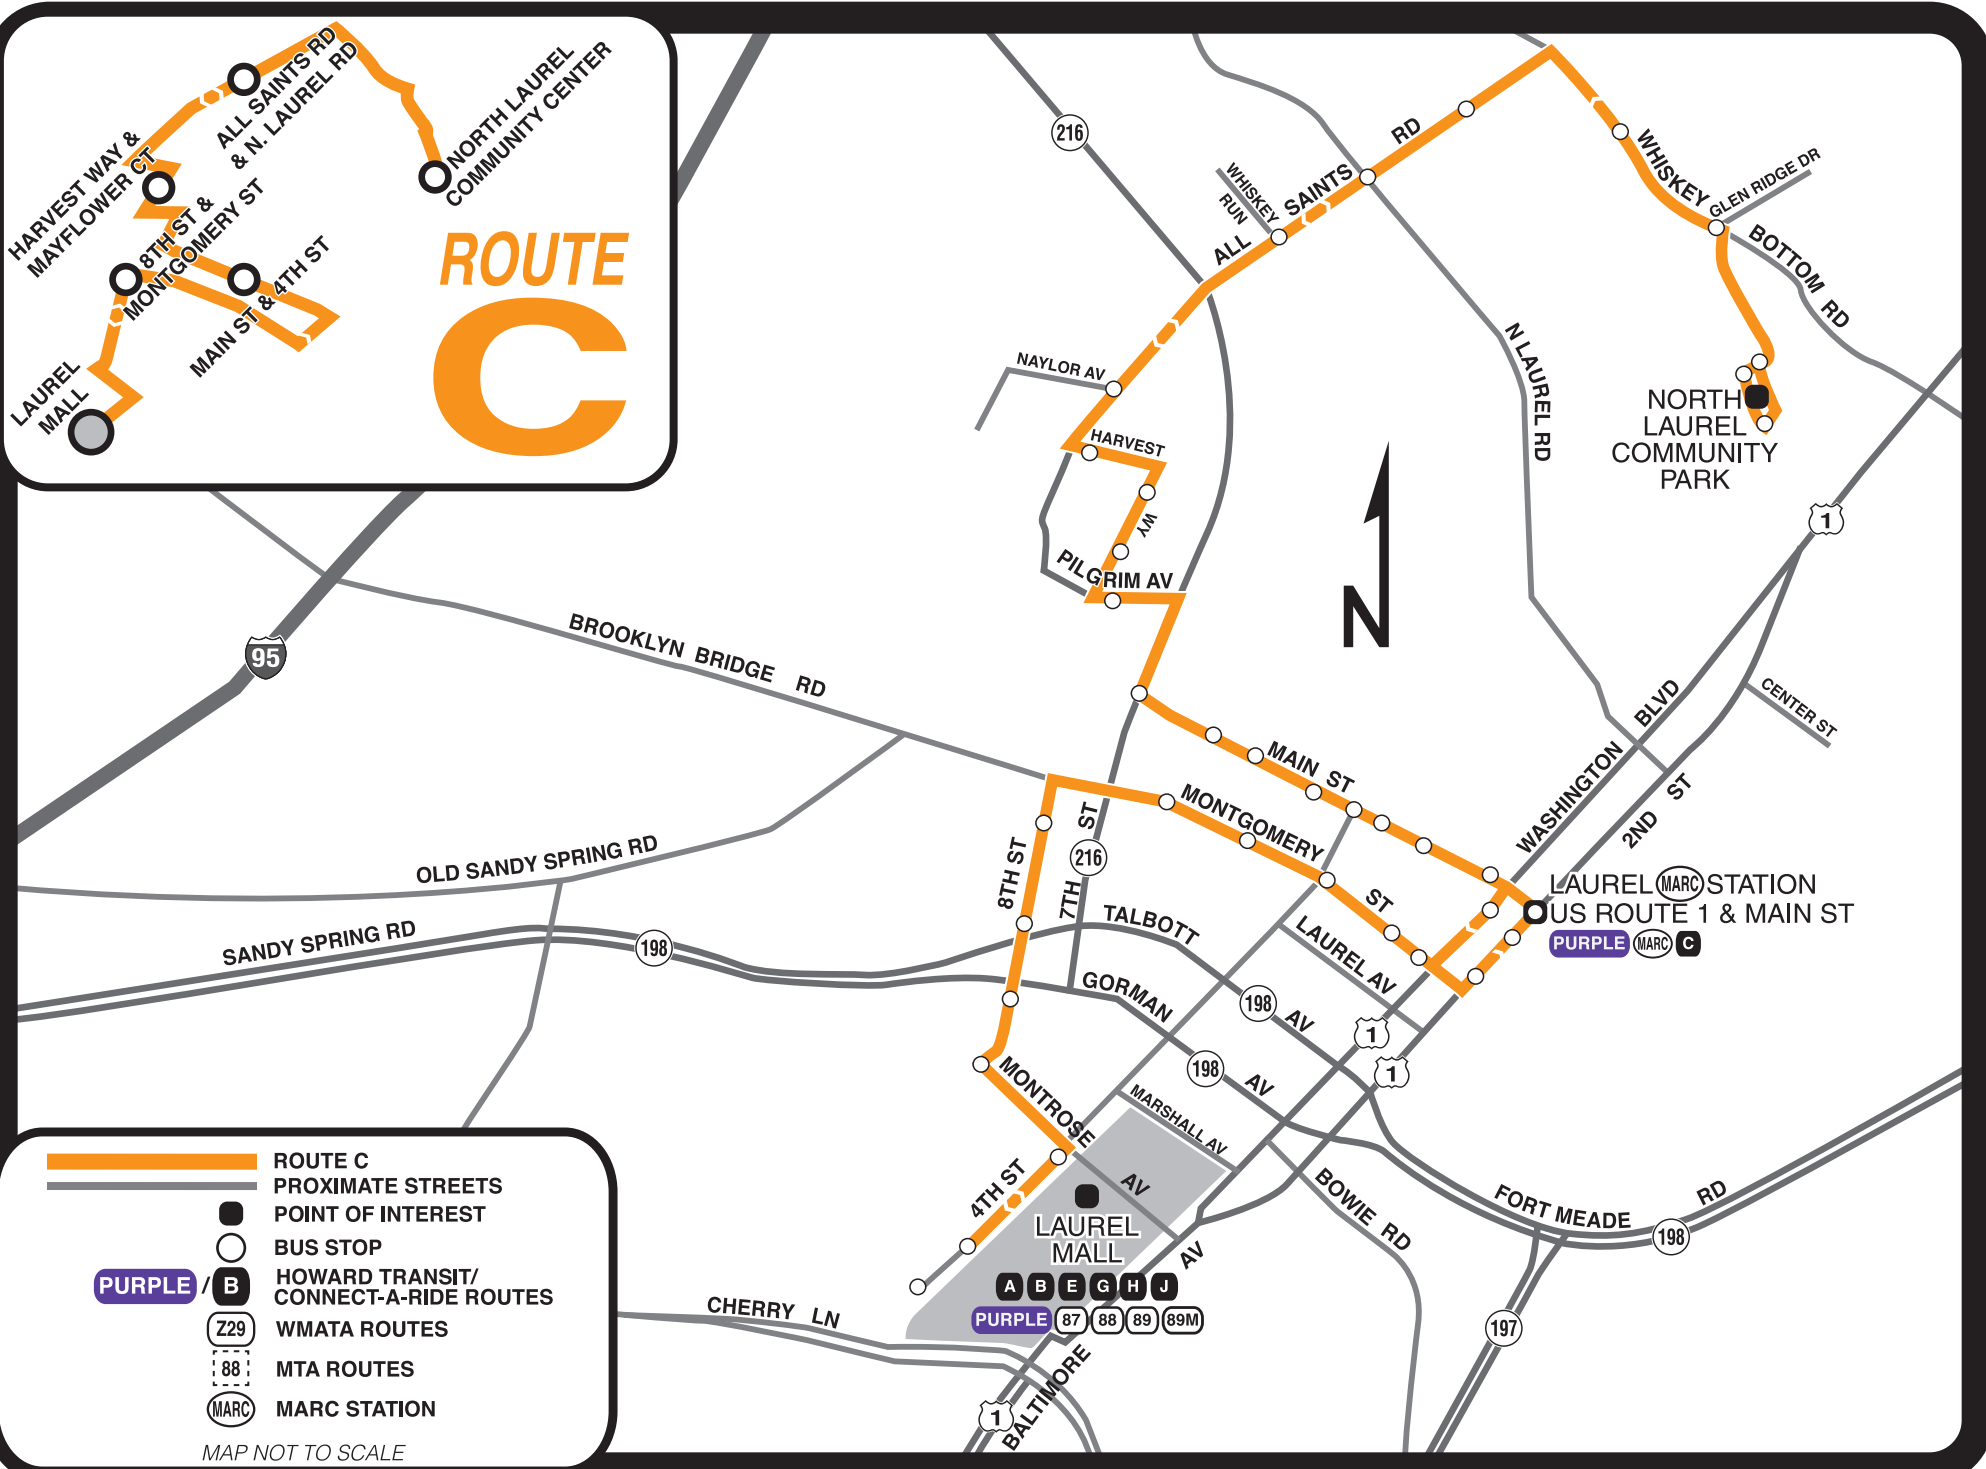 ALL SAINTS RD
& N. LAUREL RD
NORTH LAUREL
COMMUNITY CENTER
HARVEST WAY &
MAYFLOWER CT
8TH ST &
MONTGOMERY ST
MAIN ST & 4TH ST
LAUREL
MALL
ROUTE
C
216
WHISKEY
RUN
ALL SAINTS RD
WHISKEY BOTTOM RD
GLEN RIDGE DR
N LAUREL RD
NAYLOR AV
HARVEST WY
PILGRIM AV
NORTH
LAUREL
COMMUNITY
PARK
1
N
95
BROOKLYN BRIDGE RD
MAIN ST
MONTGOMERY ST
WASHINGTON BLVD
2ND ST
CENTER ST
OLD SANDY SPRING RD
SANDY SPRING RD
198
8TH ST
7TH ST
216
TALBOTT AV
198
GORMAN AV
198
LAUREL AV
LAUREL MARC STATION
US ROUTE 1 & MAIN ST
PURPLE MARC C
1
1
MONTROSE AV
MARSHALL AV
4TH ST
LAUREL
MALL
A B E G H J
PURPLE 87 88 89 89M
BOWIE RD
FORT MEADE RD
198
197
CHERRY LN
BALTIMORE AV
1
ROUTE C
PROXIMATE STREETS
POINT OF INTEREST
BUS STOP
PURPLE / B HOWARD TRANSIT/
CONNECT-A-RIDE ROUTES
Z29 WMATA ROUTES
88 MTA ROUTES
MARC MARC STATION
MAP NOT TO SCALE